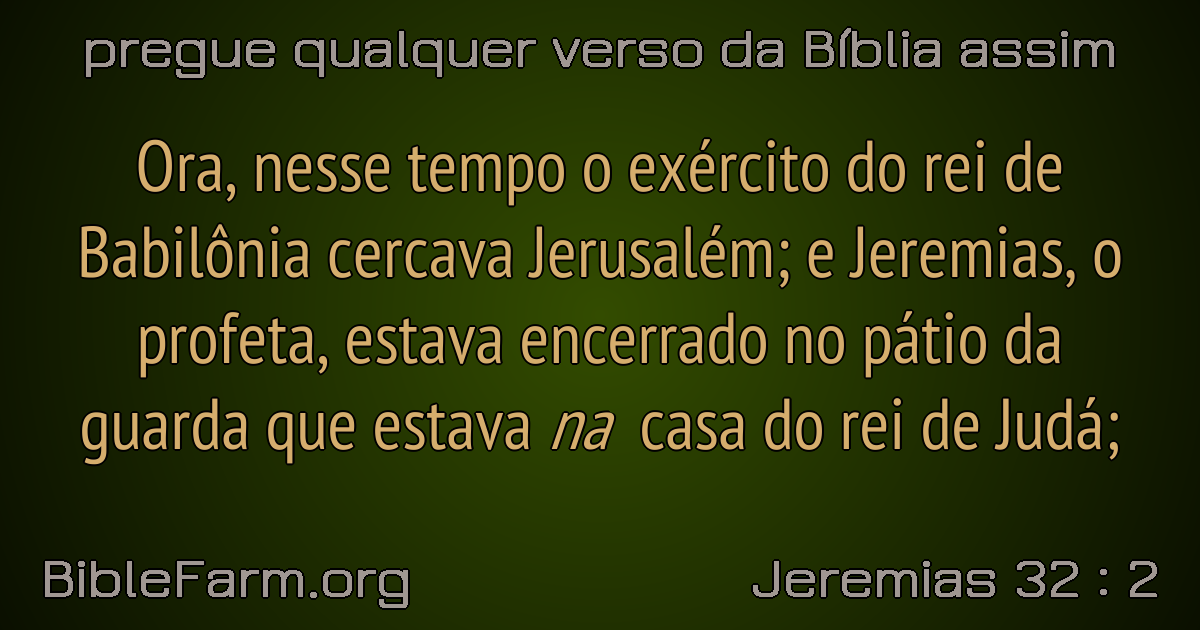 pregue qualquer verso da Bíblia assim
Ora, nesse tempo o exército do rei de
Babilônia cercava Jerusalém; e Jeremias, o
profeta, estava encerrado no pátio da
guarda que estava na casa do rei de Judá;
BibleFarm.org
Jeremias 32 : 2